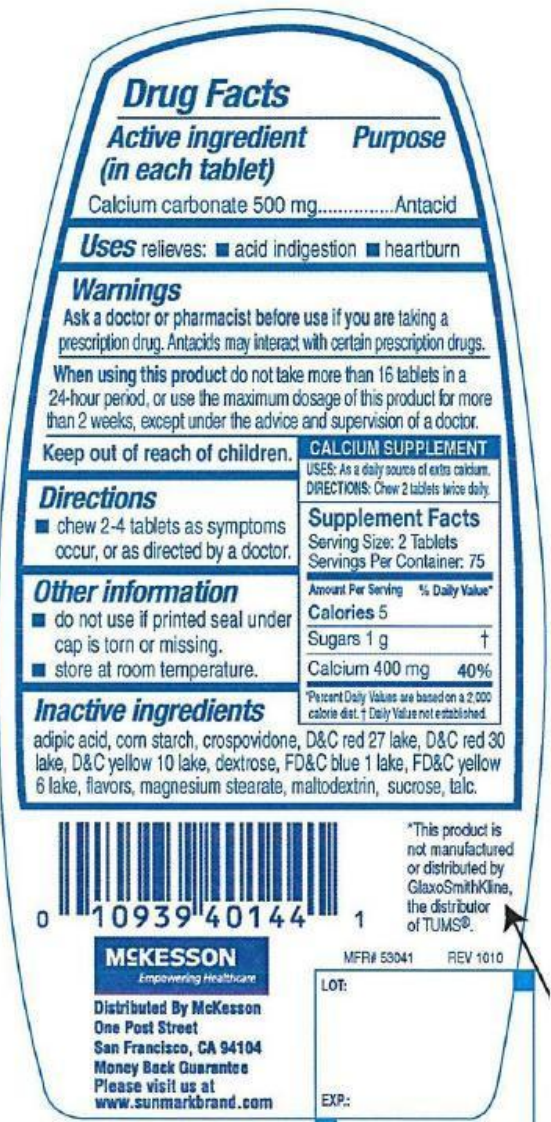 Drug Facts
Active ingredient Purpose
(in each tablet)
Calcium carbonate 500 mg...............Antacid
Uses relieves: ■ acid indigestion ■ heartburn
Warnings
Ask a doctor or pharmacist before use if you are taking a
prescription drug. Antacids may interact with certain prescription drugs.
When using this product do not take more than 16 tablets in a
24-hour period, or use the maximum dosage of this product for more
than 2 weeks, except under the advice and supervision of a doctor.
Keep out of reach of children.
Directions
■ chew 2-4 tablets as symptoms
occur, or as directed by a doctor.
Other information
■ do not use if printed seal under
cap is torn or missing.
■ store at room temperature.
CALCIUM SUPPLEMENT
USES: As a daily source of extra calcium.
DIRECTIONS: Chew 2 tablets twice daily.
Supplement Facts
Serving Size: 2 Tablets
Servings Per Container: 75
Amount Per Serving % Daily Value*
Calories 5
Sugars 1 g †
Calcium 400 mg 40%
*Percent Daily Values are based on a 2,000
calorie diet. † Daily Value not established.
Inactive ingredients
adipic acid, corn starch, crospovidone, D&C red 27 lake, D&C red 30
lake, D&C yellow 10 lake, dextrose, FD&C blue 1 lake, FD&C yellow
6 lake, flavors, magnesium stearate, maltodextrin, sucrose, talc.
0 10939 40144 1
*This product is
not manufactured
or distributed by
GlaxoSmithKline,
the distributor
of TUMS®.
McKESSON
Empowering Healthcare
MFR# 53041 REV 1010
Distributed By McKesson
One Post Street
San Francisco, CA 94104
Money Back Guarantee
Please visit us at
www.sunmarkbrand.com
LOT:
EXP.: